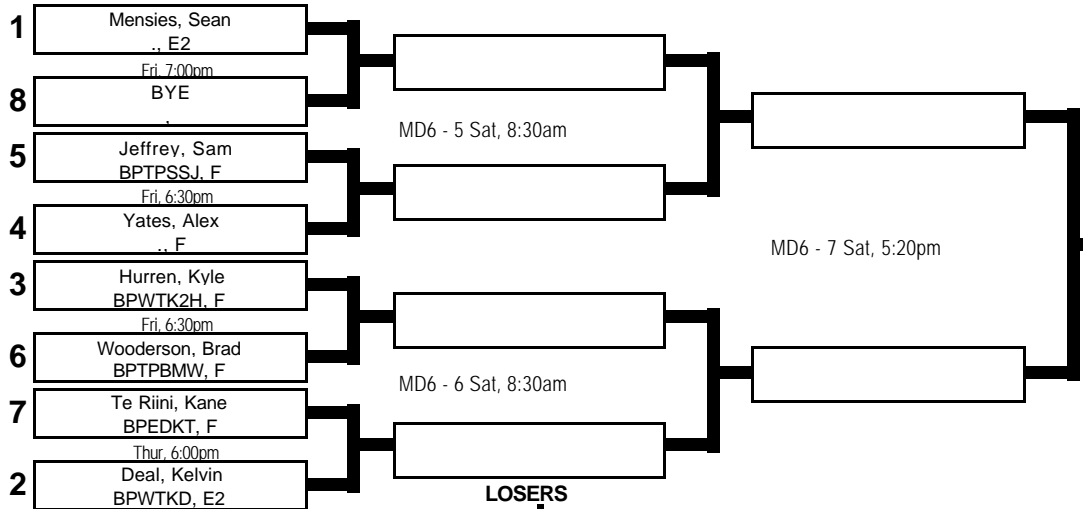 1
Mensies, Sean
., E2
Fri, 7:00pm
8
BYE
,
5
Jeffrey, Sam
BPTPSSJ, F
Fri, 6:30pm
4
Yates, Alex
., F
3
Hurren, Kyle
BPWTK2H, F
Fri, 6:30pm
6
Wooderson, Brad
BPTPBMW, F
7
Te Riini, Kane
BPEDKT, F
Thur, 6:00pm
2
Deal, Kelvin
BPWTKD, E2
MD6 - 5 Sat, 8:30am
MD6 - 6 Sat, 8:30am
LOSERS
MD6 - 7 Sat, 5:20pm